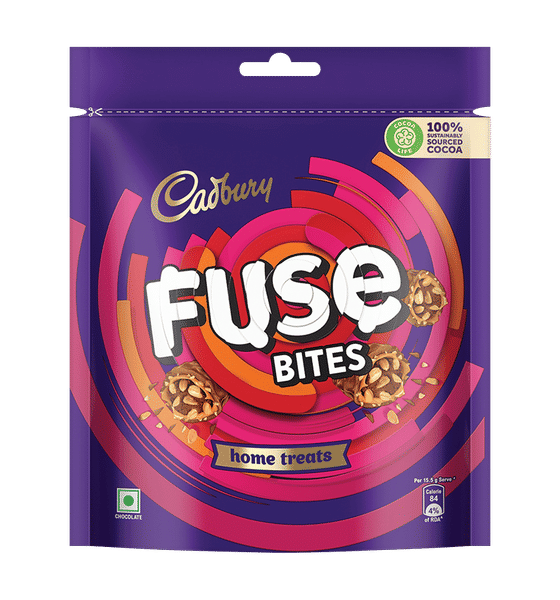 COCOA
LIFE
100%
SUSTAINABLY
SOURCED
COCOA
Cadbury
FUSE
BITES
home treats
CHOCOLATE
Per 15.5 g Serve*
Calorie
84
4%
of RDA*